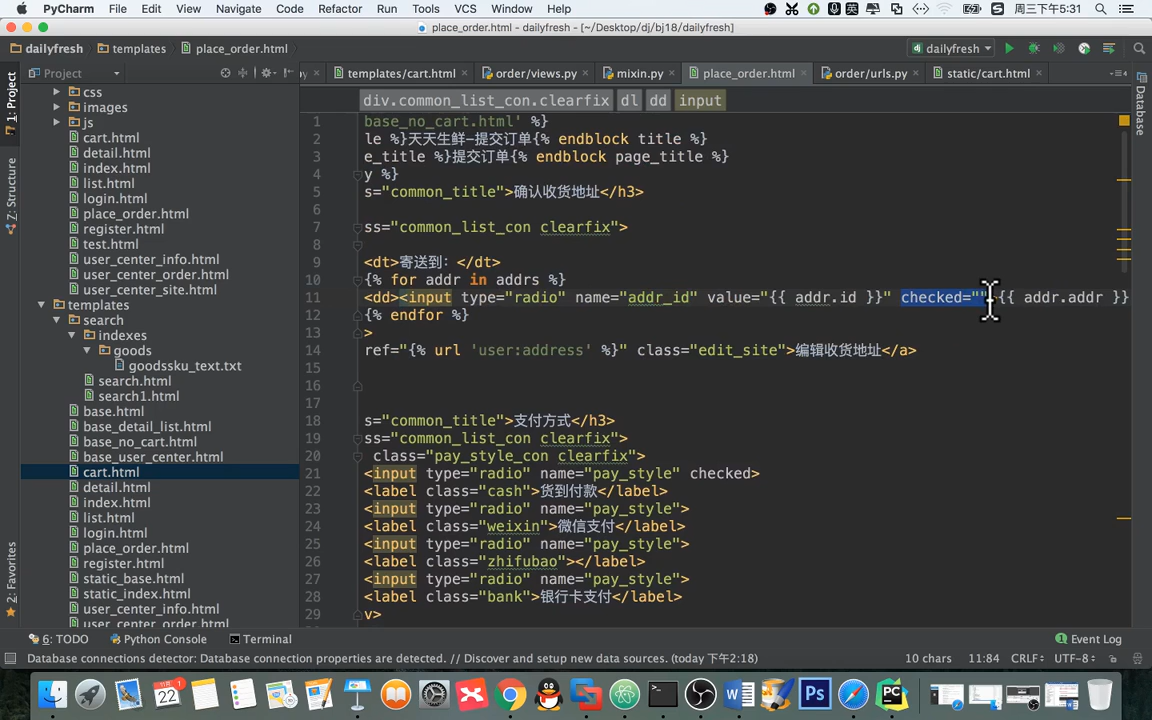 PyCharm File Edit View Navigate Code Refactor Run Tools VCS Window Help 英 周三下午5:31
place_order.html - dailyfresh - [~/Desktop/dj/bj18/dailyfresh]
dailyfresh templates place_order.html dailyfresh
Project templates/cart.html order/views.py mixin.py place_order.html order/urls.py static/cart.html
div.common_list_con.clearfix dl dd input
1: Project
Z: Structure
2: Favorites
Database
css
images
js
cart.html
detail.html
index.html
list.html
login.html
place_order.html
register.html
test.html
user_center_info.html
user_center_order.html
user_center_site.html
templates
search
indexes
goods
goodssku_text.txt
search.html
search1.html
base.html
base_detail_list.html
base_no_cart.html
base_user_center.html
cart.html
detail.html
index.html
list.html
login.html
place_order.html
register.html
static_base.html
static_index.html
user_center_info.html
user_center_order.html
1 base_no_cart.html' %}
2 le %}天天生鲜-提交订单{% endblock title %}
3 e_title %}提交订单{% endblock page_title %}
4 y %}
5 s="common_title">确认收货地址</h3>
6
7 ss="common_list_con clearfix">
8
9 <dt>寄送到：</dt>
10 {% for addr in addrs %}
11 <dd><input type="radio" name="addr_id" value="{{ addr.id }}" checked="" {{ addr.addr }}
12 {% endfor %}
13 >
14 ref="{% url 'user:address' %}" class="edit_site">编辑收货地址</a>
15
16
17
18 s="common_title">支付方式</h3>
19 ss="common_list_con clearfix">
20 class="pay_style_con clearfix">
21 <input type="radio" name="pay_style" checked>
22 <label class="cash">货到付款</label>
23 <input type="radio" name="pay_style">
24 <label class="weixin">微信支付</label>
25 <input type="radio" name="pay_style">
26 <label class="zhifubao"></label>
27 <input type="radio" name="pay_style">
28 <label class="bank">银行卡支付</label>
29 v>
6: TODO Python Console Terminal 1 Event Log
Database connections detector: Database connection properties are detected. // Discover and setup new data sources. (today 下午2:18) 10 chars 11:84 CRLF÷ UTF-8÷